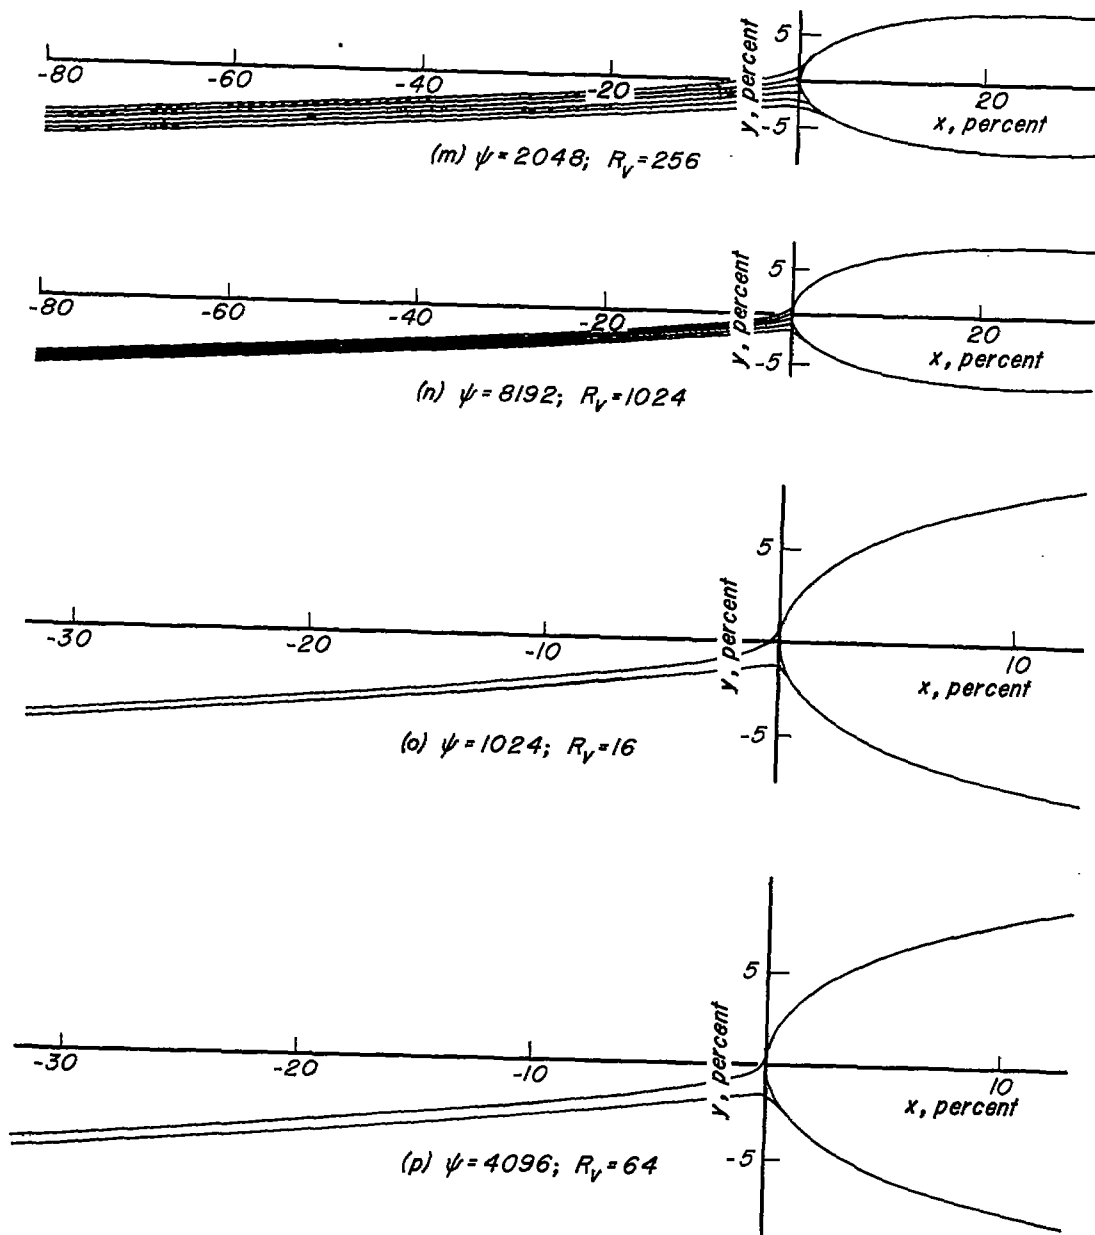 -80 -60 -40 -20 20
5
-5
y, percent
x, percent
(m) ψ=2048; R_V=256
-80 -60 -40 -20 20
5
-5
y, percent
x, percent
(n) ψ=8192; R_V=1024
-30 -20 -10 10
5
-5
y, percent
x, percent
(o) ψ=1024; R_V=16
-30 -20 -10 10
5
-5
y, percent
x, percent
(p) ψ=4096; R_V=64